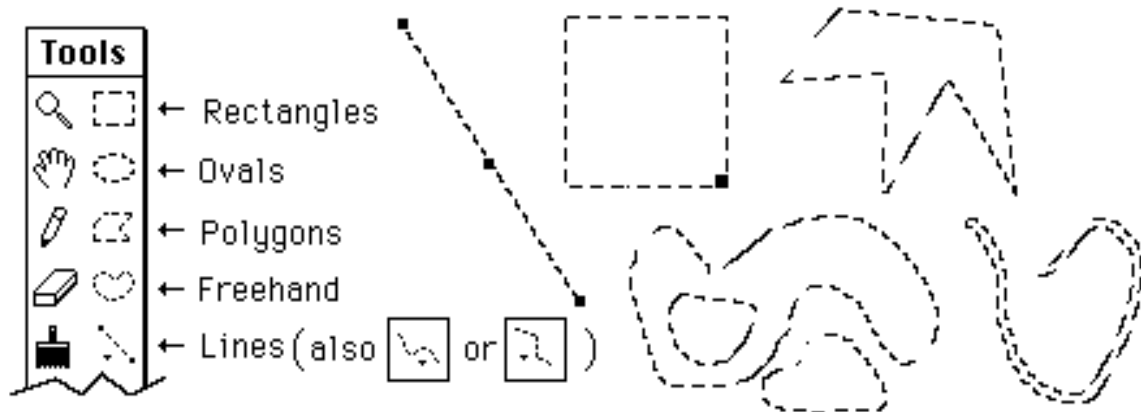 Tools
Rectangles
Ovals
Polygons
Freehand
Lines (also or )